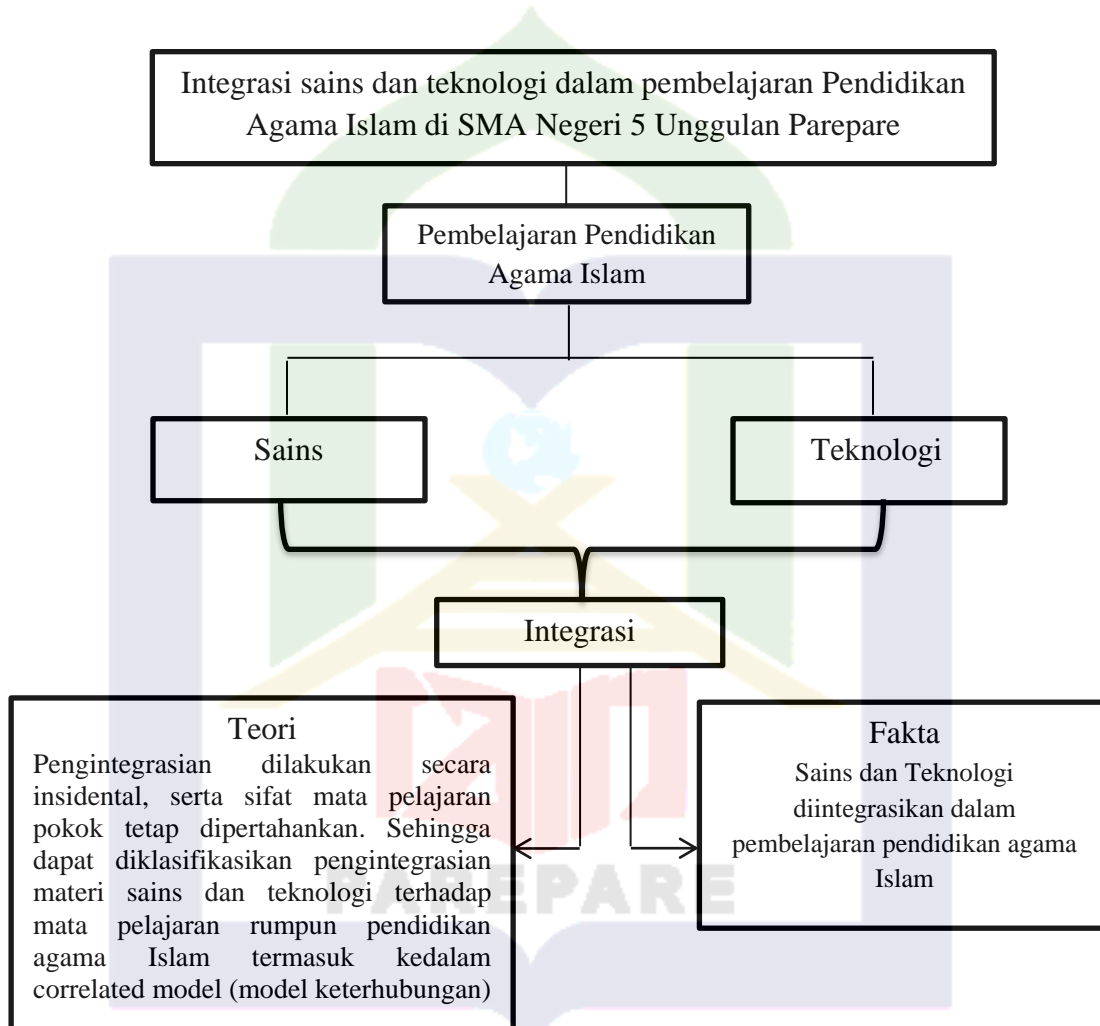 Integrasi sains dan teknologi dalam pembelajaran Pendidikan
Agama Islam di SMA Negeri 5 Unggulan Parepare
Pembelajaran Pendidikan
Agama Islam
Sains
Teknologi
Integrasi
Teori
Pengintegrasian dilakukan secara
insidental, serta sifat mata pelajaran
pokok tetap dipertahankan. Sehingga
dapat diklasifikasikan pengintegrasian
materi sains dan teknologi terhadap
mata pelajaran rumpun pendidikan
agama Islam termasuk kedalam
correlated model (model keterhubungan)
Fakta
Sains dan Teknologi
diintegrasikan dalam
pembelajaran pendidikan agama
Islam
PAREPARE